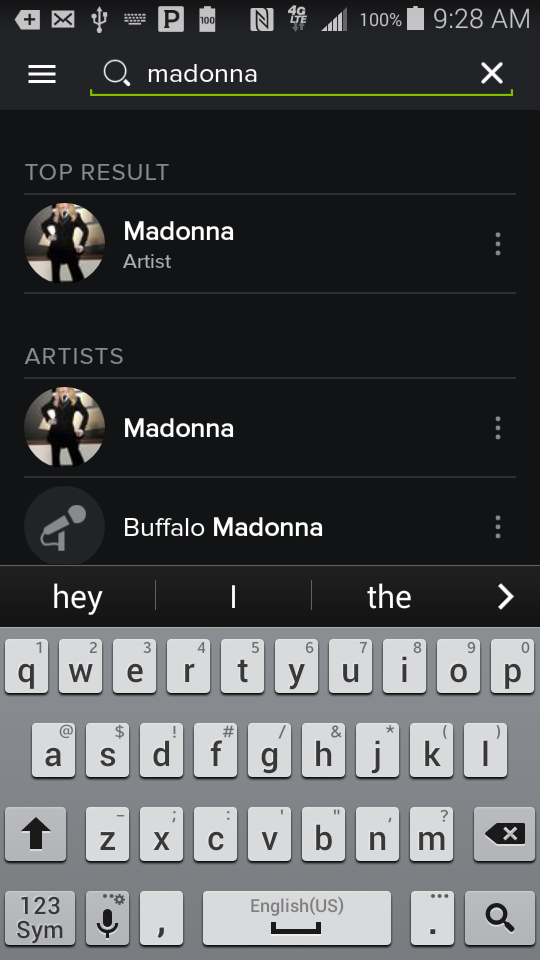 100 4G LTE 100% 9:28 AM
madonna
TOP RESULT
Madonna
Artist
ARTISTS
Madonna
Buffalo Madonna
hey I the
1 2 3 4 5 6 7 8 9 0
q w e r t y u i o p
@ $ ! # / & * ( )
a s d f g h j k l
- ; : ' " , ?
z x c v b n m
123 Sym , English(US) .